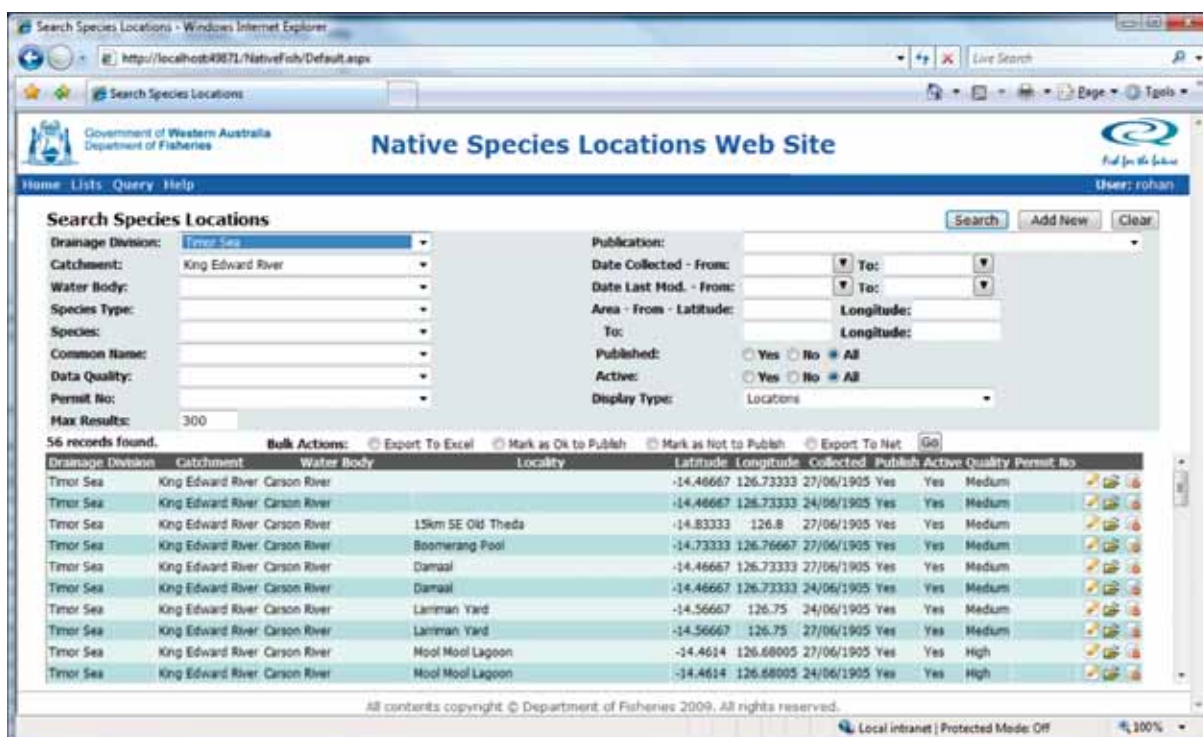 Search Species Locations - Windows Internet Explorer
http://localhost:49871/NativeFish/Default.aspx
Live Search
Search Species Locations
Page Tools
Government of Western Australia
Department of Fisheries
Native Species Locations Web Site
Fish for the future
Home Lists Query Help User: rohan
Search Species Locations
Search Add New Clear
Drainage Division: Timor Sea Publication:
Catchment: King Edward River Date Collected - From: To:
Water Body: Date Last Mod. - From: To:
Species Type: Area - From - Latitude: Longitude:
Species: To: Longitude:
Common Name: Published: Yes No All
Data Quality: Active: Yes No All
Permit No: Display Type: Locations
Max Results: 300
56 records found. Bulk Actions: Export To Excel Mark as Ok to Publish Mark as Not to Publish Export To Net Go
Drainage Division Catchment Water Body Locality Latitude Longitude Collected Publish Active Quality Permit No
Timor Sea King Edward River Carson River -14.46667 126.73333 27/06/1905 Yes Yes Medium
Timor Sea King Edward River Carson River -14.46667 126.73333 24/06/1905 Yes Yes Medium
Timor Sea King Edward River Carson River 15km SE Old Theda -14.83333 126.8 27/06/1905 Yes Yes Medium
Timor Sea King Edward River Carson River Boomerang Pool -14.73333 126.76667 27/06/1905 Yes Yes Medium
Timor Sea King Edward River Carson River Damaal -14.46667 126.73333 27/06/1905 Yes Yes Medium
Timor Sea King Edward River Carson River Damaal -14.46667 126.73333 24/06/1905 Yes Yes Medium
Timor Sea King Edward River Carson River Larriman Yard -14.56667 126.75 24/06/1905 Yes Yes Medium
Timor Sea King Edward River Carson River Larriman Yard -14.56667 126.75 27/06/1905 Yes Yes Medium
Timor Sea King Edward River Carson River Mool Mool Lagoon -14.4614 126.68005 27/06/1905 Yes Yes High
Timor Sea King Edward River Carson River Mool Mool Lagoon -14.4614 126.68005 24/06/1905 Yes Yes High
All contents copyright © Department of Fisheries 2009. All rights reserved.
Local intranet | Protected Mode: Off 100%